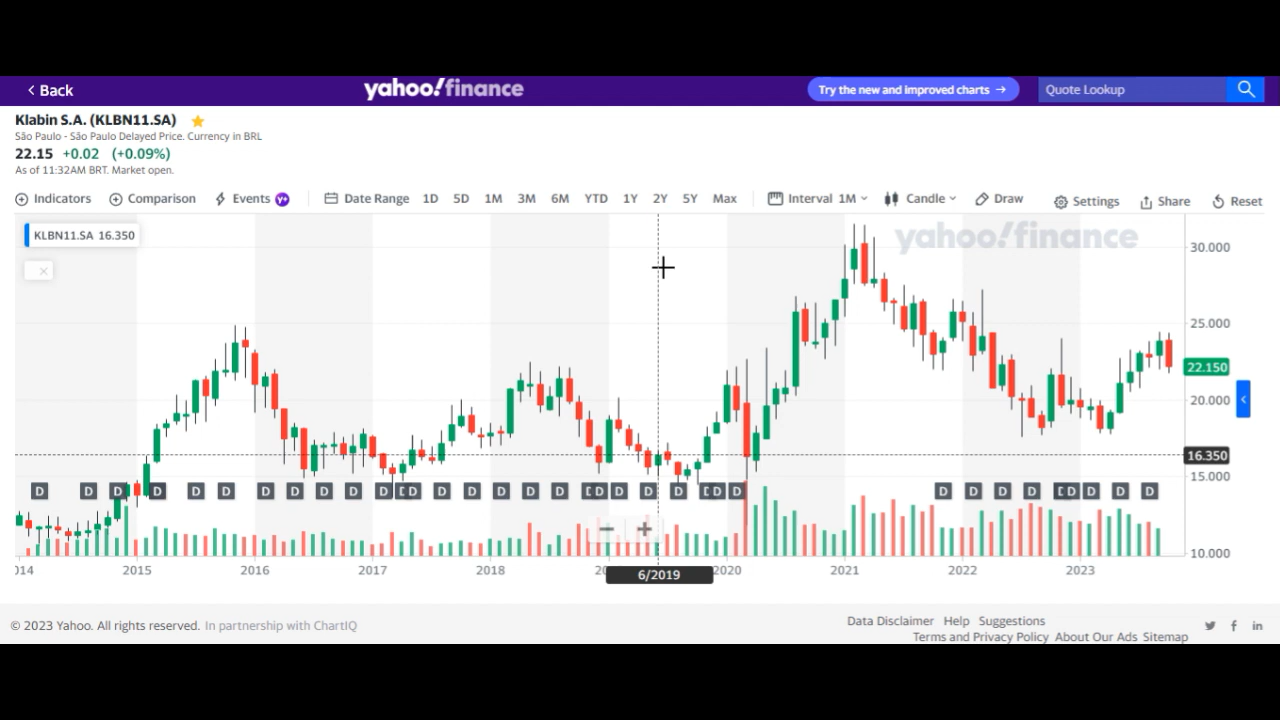 Back
yahoo!finance
Try the new and improved charts →
Quote Lookup
Klabin S.A. (KLBN11.SA)
São Paulo - São Paulo Delayed Price. Currency in BRL
22.15 +0.02 (+0.09%)
As of 11:32AM BRT. Market open.
Indicators Comparison Events Y+ Date Range 1D 5D 1M 3M 6M YTD 1Y 2Y 5Y Max Interval 1M Candle Draw Settings Share Reset
KLBN11.SA 16.350
yahoo!finance
30.000
25.000
22.150
20.000
16.350
15.000
D D D D D D D D D D D D D D D D D D D D D D D D D D D D D D D D D D D D D
10.000
014 2015 2016 2017 2018 20 6/2019 2020 2021 2022 2023
© 2023 Yahoo. All rights reserved. In partnership with ChartIQ
Data Disclaimer Help Suggestions
Terms and Privacy Policy About Our Ads Sitemap